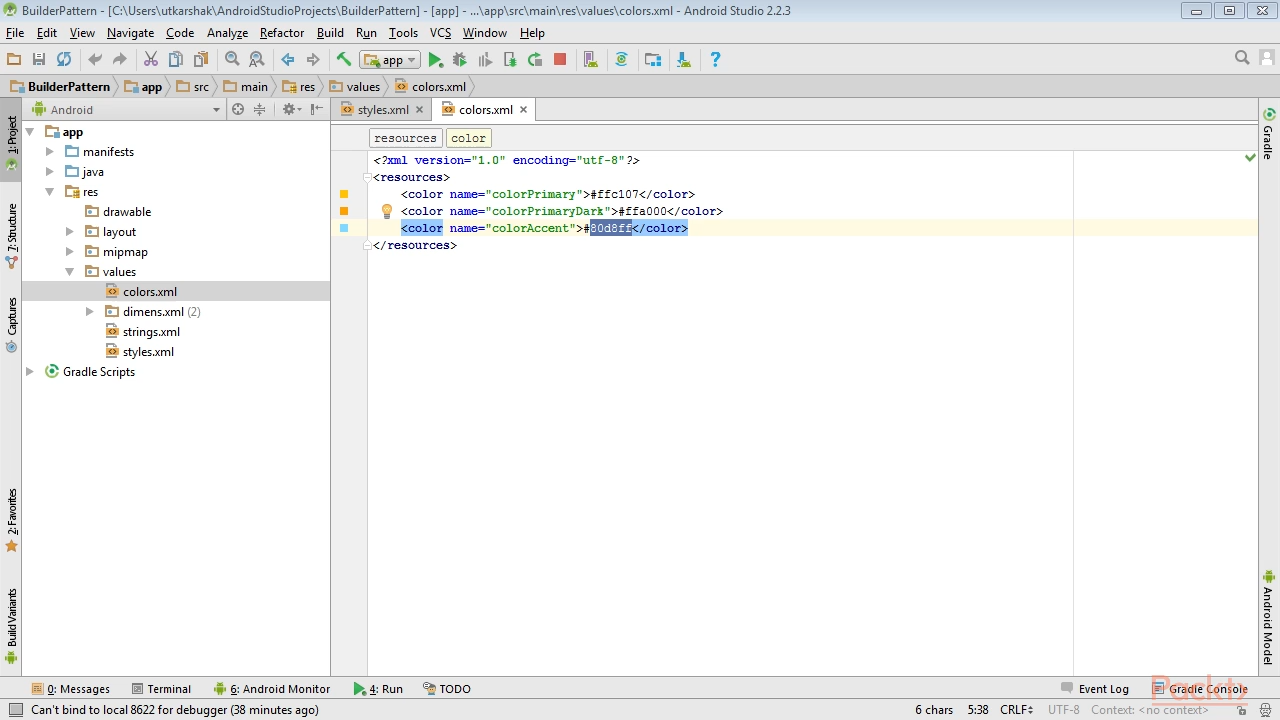 BuilderPattern - [C:\Users\utkarshak\AndroidStudioProjects\BuilderPattern] - [app] - ...\app\src\main\res\values\colors.xml - Android Studio 2.2.3
File Edit View Navigate Code Analyze Refactor Build Run Tools VCS Window Help
app
BuilderPattern app src main res values colors.xml
Android
styles.xml colors.xml
resources color
1: Project
7: Structure
Captures
2: Favorites
Build Variants
app
manifests
java
res
drawable
layout
mipmap
values
colors.xml
dimens.xml (2)
strings.xml
styles.xml
Gradle Scripts
<?xml version="1.0" encoding="utf-8"?>
<resources>
<color name="colorPrimary">#ffc107</color>
<color name="colorPrimaryDark">#ffa000</color>
<color name="colorAccent">#80d8ff</color>
</resources>
Gradle
Android Model
0: Messages Terminal 6: Android Monitor 4: Run TODO Event Log Gradle Console
Packt
Can't bind to local 8622 for debugger (38 minutes ago) 6 chars 5:38 CRLF UTF-8 Context: <no context>